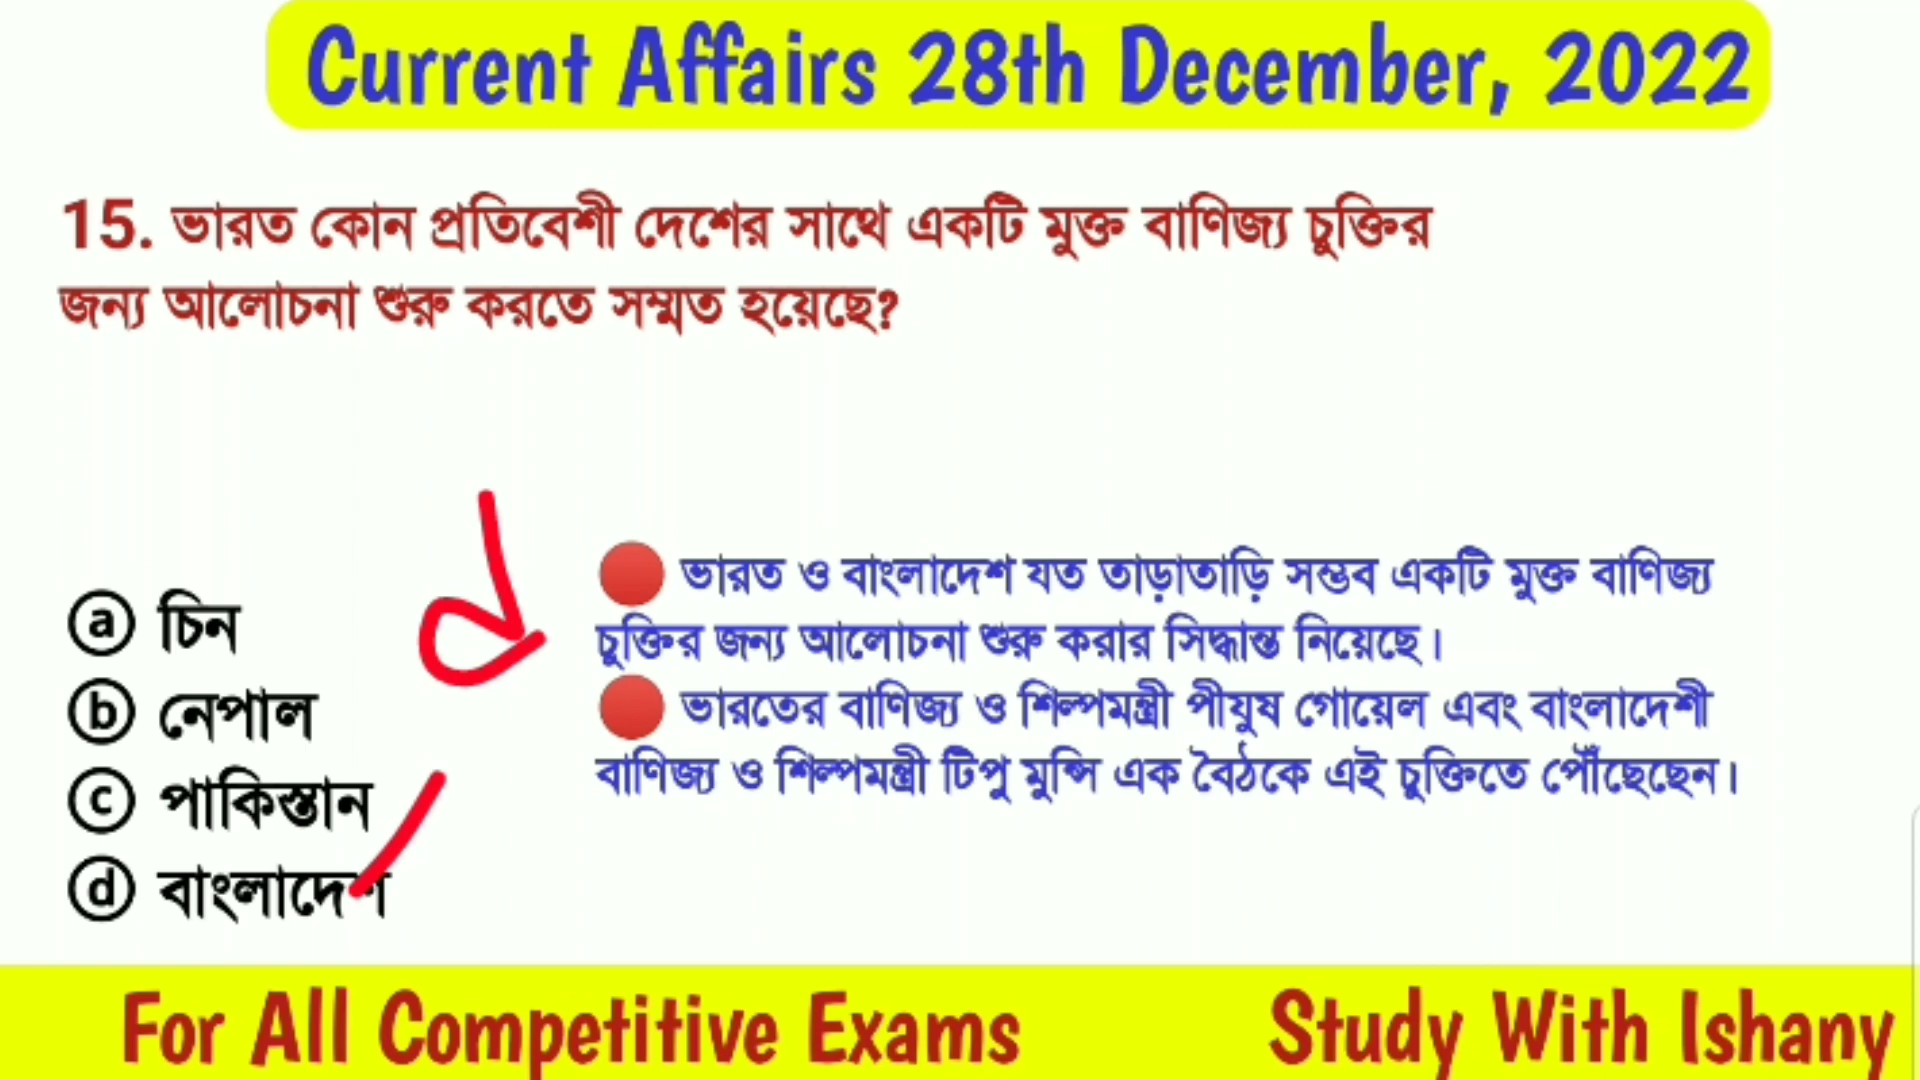 Current Affairs 28th December, 2022
15. ভারত কোন প্রতিবেশী দেশের সাথে একটি মুক্ত বাণিজ্য চুক্তির
জন্য আলোচনা শুরু করতে সম্মত হয়েছে?
ⓐ চিন
ⓑ নেপাল
ⓒ পাকিস্তান
ⓓ বাংলাদেশ
ভারত ও বাংলাদেশ যত তাড়াতাড়ি সম্ভব একটি মুক্ত বাণিজ্য
চুক্তির জন্য আলোচনা শুরু করার সিদ্ধান্ত নিয়েছে।
ভারতের বাণিজ্য ও শিল্পমন্ত্রী পীযুষ গোয়েল এবং বাংলাদেশী
বাণিজ্য ও শিল্পমন্ত্রী টিপু মুন্সি এক বৈঠকে এই চুক্তিতে পৌঁছেছেন।
For All Competitive Exams
Study With Ishany